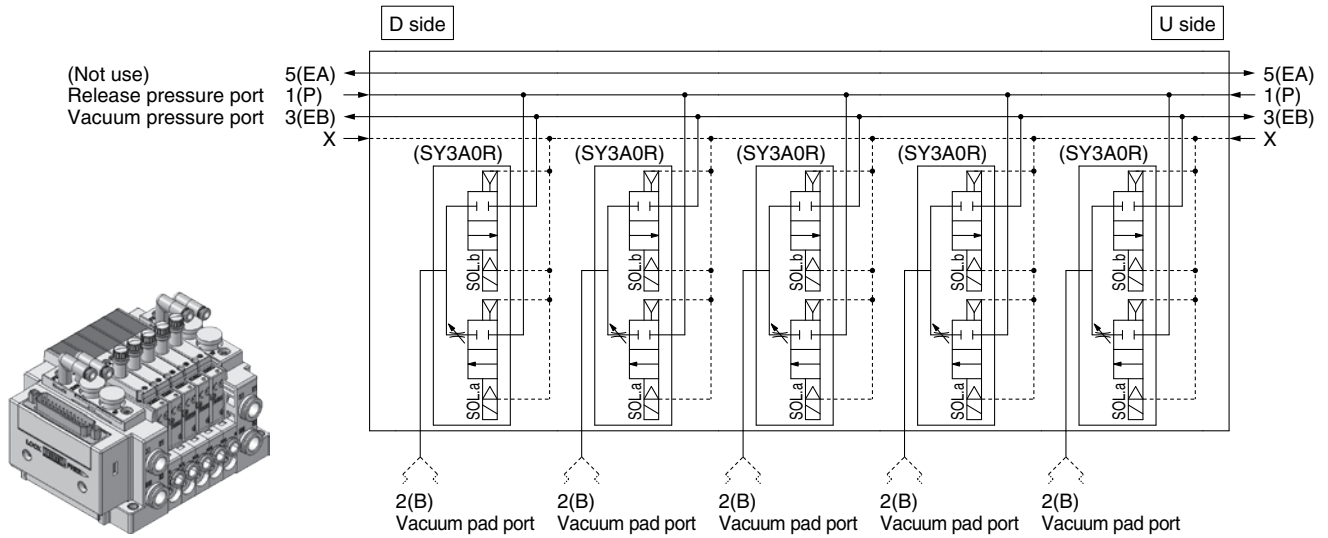 D side
U side
(Not use) 5(EA)
5(EA)
Release pressure port 1(P)
1(P)
Vacuum pressure port 3(EB)
3(EB)
X
X
(SY3A0R)
(SY3A0R)
(SY3A0R)
(SY3A0R)
(SY3A0R)
SOL.b
SOL.b
SOL.b
SOL.b
SOL.b
SOL.a
SOL.a
SOL.a
SOL.a
SOL.a
2(B)
Vacuum pad port
2(B)
Vacuum pad port
2(B)
Vacuum pad port
2(B)
Vacuum pad port
2(B)
Vacuum pad port
LOCK